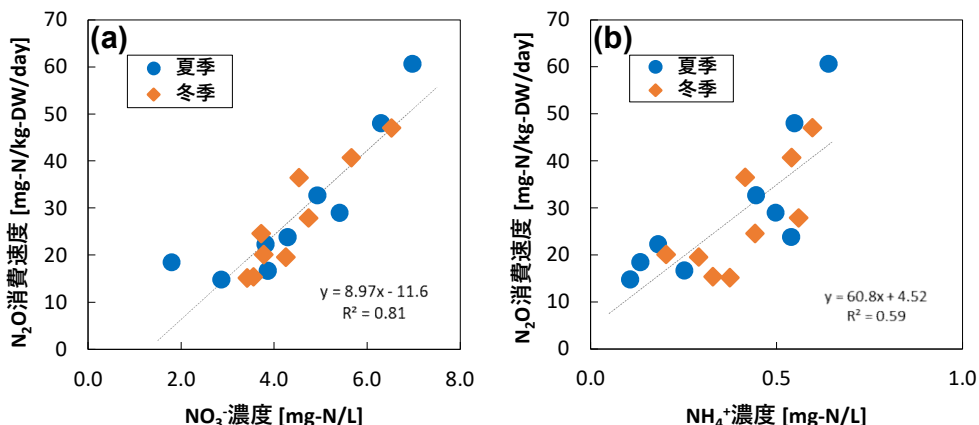 (a)
夏季
冬季
70
60
50
40
30
20
10
0
0.0 2.0 4.0 6.0 8.0
y = 8.97x - 11.6
R² = 0.81
N₂O消費速度 [mg-N/kg-DW/day]
NO₃⁻濃度 [mg-N/L]
(b)
夏季
冬季
70
60
50
40
30
20
10
0
0.0 0.5 1.0
y = 60.8x + 4.52
R² = 0.59
N₂O消費速度 [mg-N/kg-DW/day]
NH₄⁺濃度 [mg-N/L]